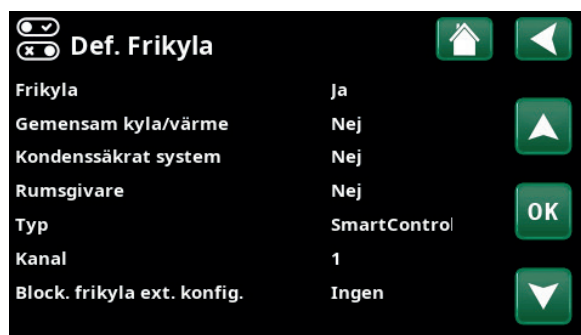 Def. Frikyla
Frikyla Ja
Gemensam kyla/värme Nej
Kondenssäkrat system Nej
Rumsgivare Nej
Typ SmartControl
Kanal 1
Block. frikyla ext. konfig. Ingen
OK